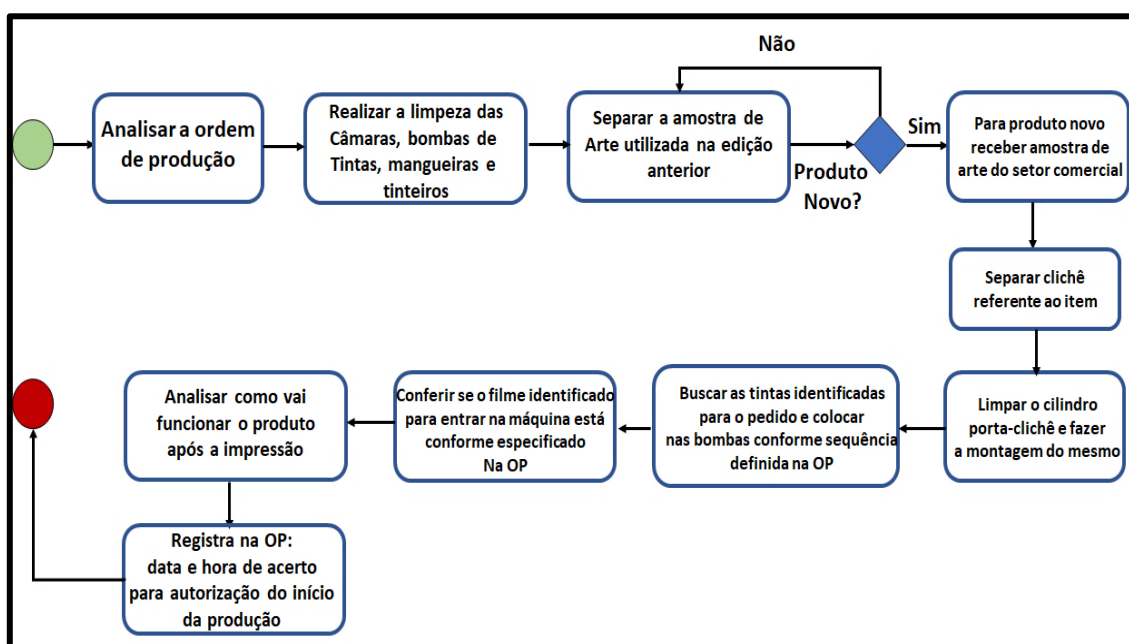 Não
Analisar a ordem
de produção
Realizar a limpeza das
Câmaras, bombas de
Tintas, mangueiras e
tinteiros
Separar a amostra de
Arte utilizada na edição
anterior
Produto
Novo?
Sim
Para produto novo
receber amostra de
arte do setor comercial
Separar clichê
referente ao item
Limpar o cilindro
porta-clichê e fazer
a montagem do mesmo
Buscar as tintas identificadas
para o pedido e colocar
nas bombas conforme sequência
definida na OP
Conferir se o filme identificado
para entrar na máquina está
conforme especificado
Na OP
Analisar como vai
funcionar o produto
após a impressão
Registra na OP:
data e hora de acerto
para autorização do início
da produção